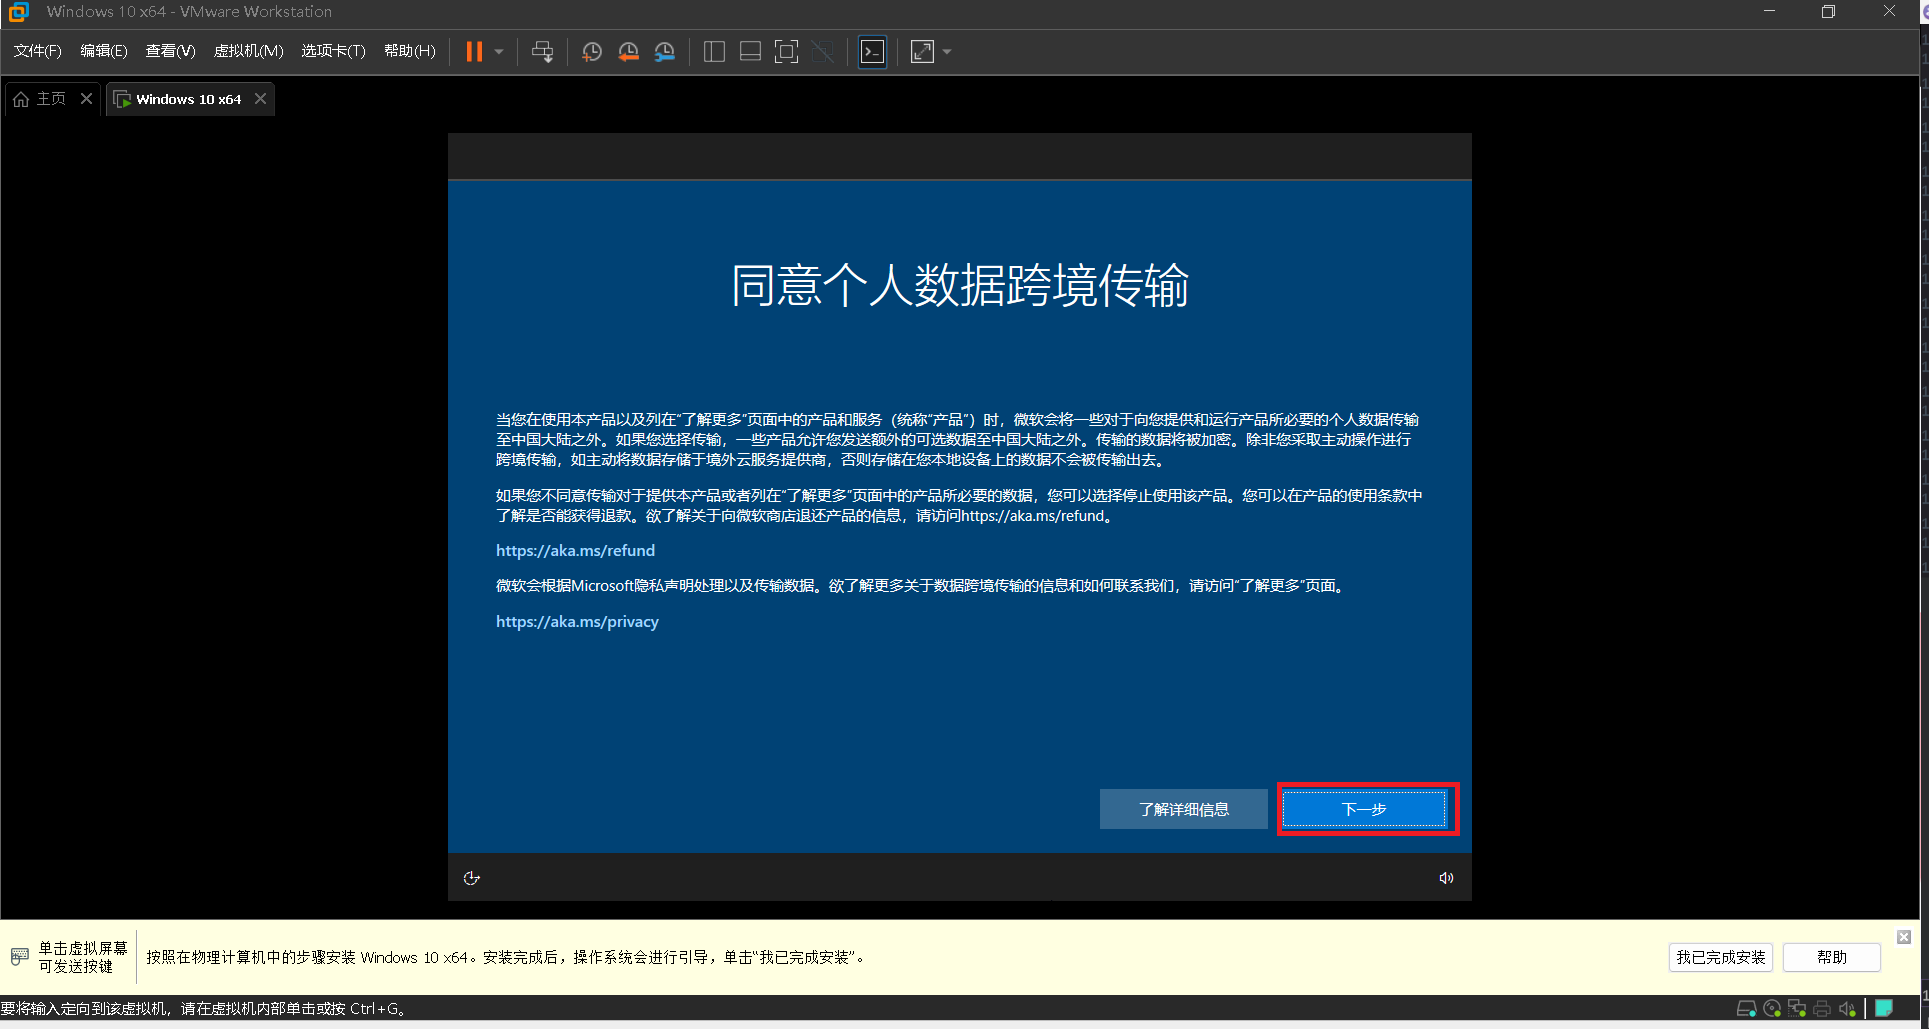 Windows 10 x64 - VMware Workstation
文件(F) 编辑(E) 查看(V) 虚拟机(M) 选项卡(T) 帮助(H)
主页 Windows 10 x64
同意个人数据跨境传输
当您在使用本产品以及列在“了解更多”页面中的产品和服务（统称“产品”）时，微软会将一些对于向您提供和运行产品所必要的个人数据传输
至中国大陆之外。如果您选择传输，一些产品允许您发送额外的可选数据至中国大陆之外。传输的数据将被加密。除非您采取主动操作进行
跨境传输，如主动将数据存储于境外云服务提供商，否则存储在您本地设备上的数据不会被传输出去。
如果您不同意传输对于提供本产品或者列在“了解更多”页面中的产品所必要的数据，您可以选择停止使用该产品。您可以在产品的使用条款中
了解是否能获得退款。欲了解关于向微软商店退还产品的信息，请访问https://aka.ms/refund。
https://aka.ms/refund
微软会根据Microsoft隐私声明处理以及传输数据。欲了解更多关于数据跨境传输的信息和如何联系我们，请访问“了解更多”页面。
https://aka.ms/privacy
了解详细信息 下一步
单击虚拟屏幕
可发送按键
按照在物理计算机中的步骤安装 Windows 10 x64。安装完成后，操作系统会进行引导，单击“我已完成安装”。
我已完成安装 帮助
要将输入定向到该虚拟机，请在虚拟机内部单击或按 Ctrl+G。